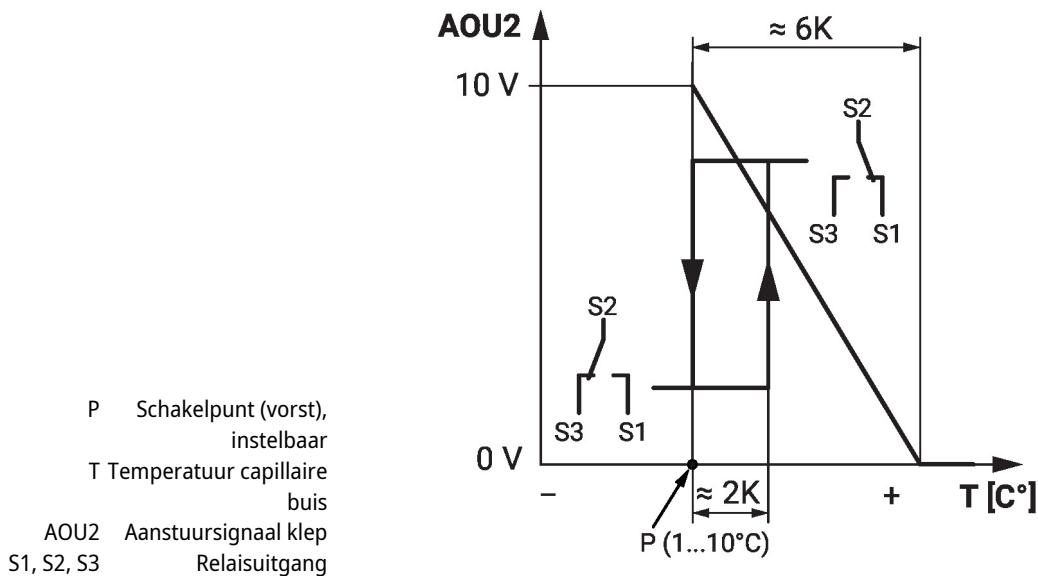 AOU2
≈ 6K
10 V
S2
S3 S1
S2
S3 S1
0 V
– + T [C°]
≈ 2K
P (1...10°C)
P Schakelpunt (vorst),
instelbaar
T Temperatuur capillaire
buis
AOU2 Aanstuursignaal klep
S1, S2, S3 Relaisuitgang